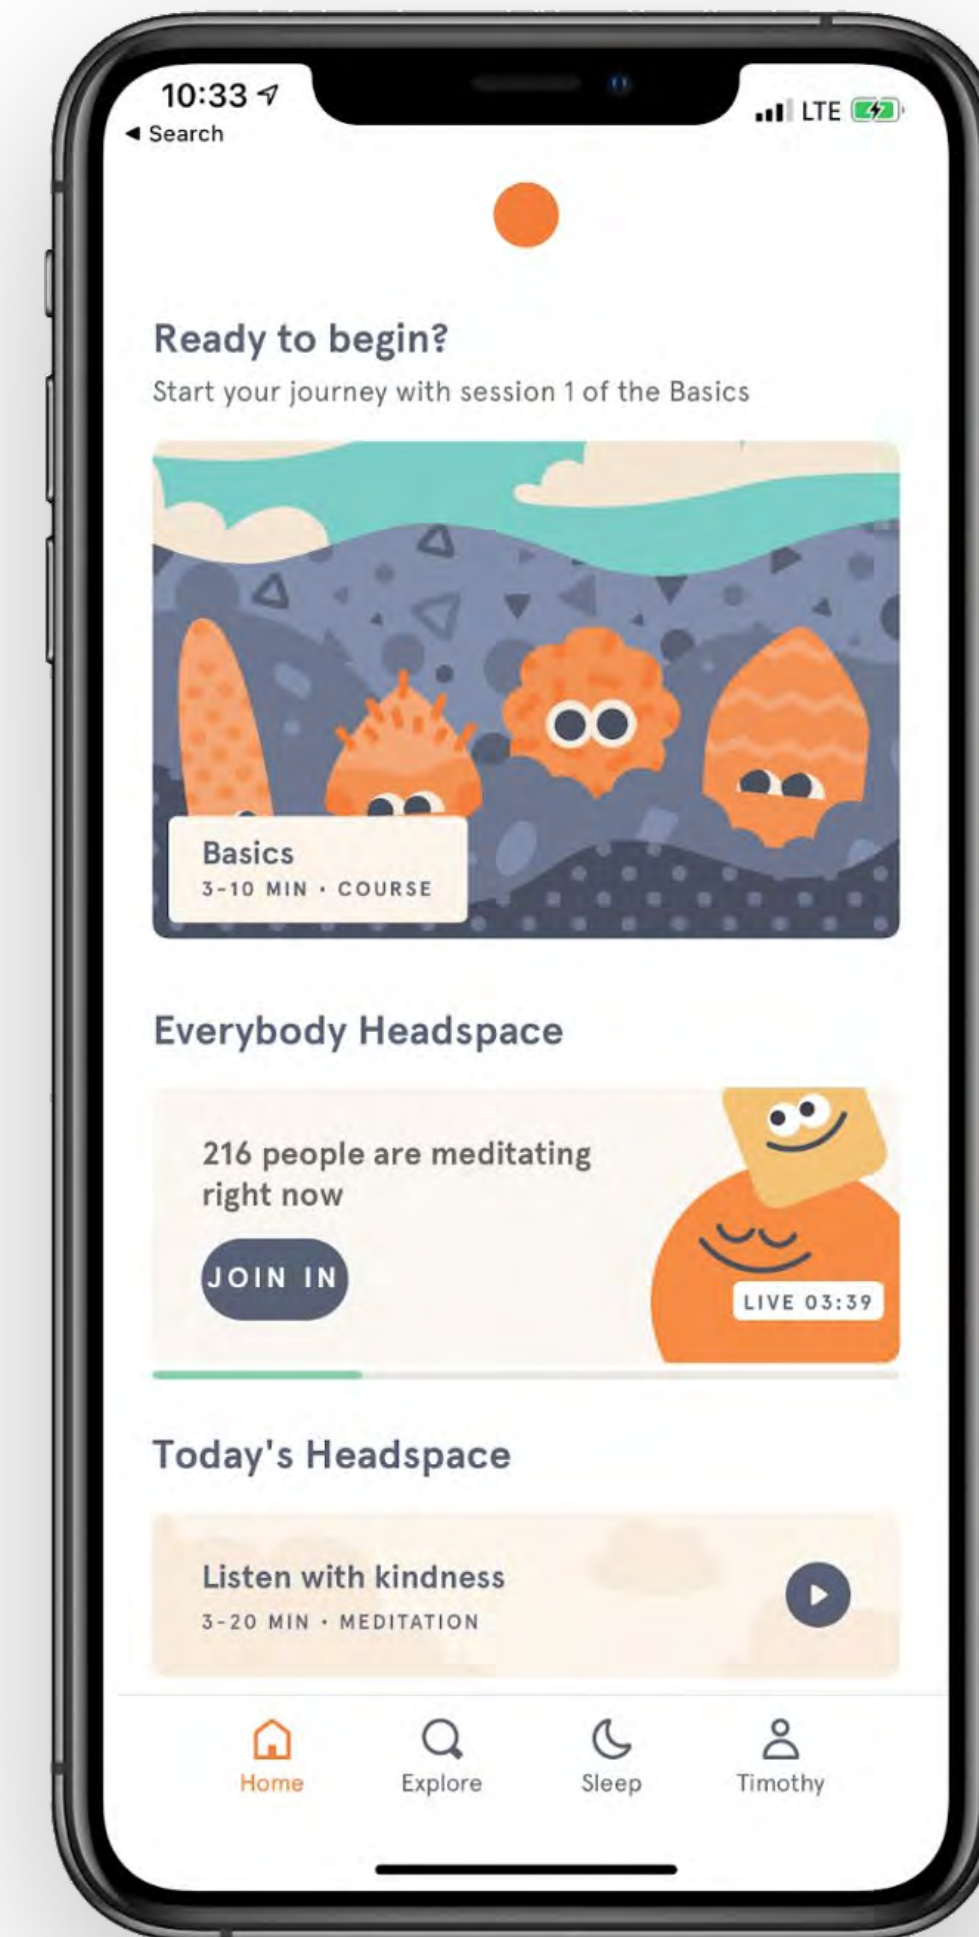 10:33
LTE
◀ Search
Ready to begin?
Start your journey with session 1 of the Basics
Basics
3-10 MIN • COURSE
Everybody Headspace
216 people are meditating
right now
JOIN IN
LIVE 03:39
Today's Headspace
Listen with kindness
3-20 MIN • MEDITATION
Home
Explore
Sleep
Timothy